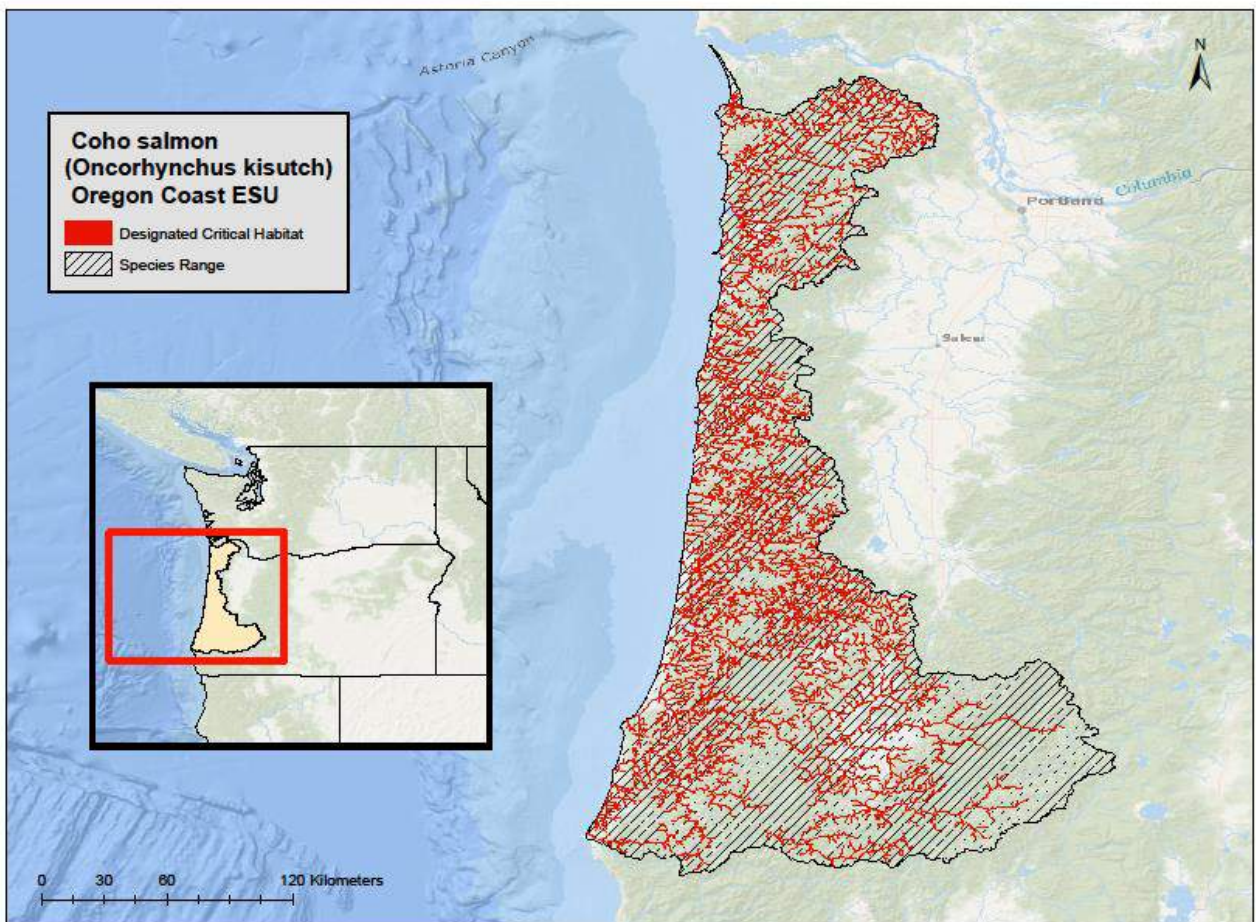 Astoria Canyon
N
Coho salmon
(Oncorhynchus kisutch)
Oregon Coast ESU
Designated Critical Habitat
Species Range
Columbia
Portland
Salem
0 30 60 120 Kilometers